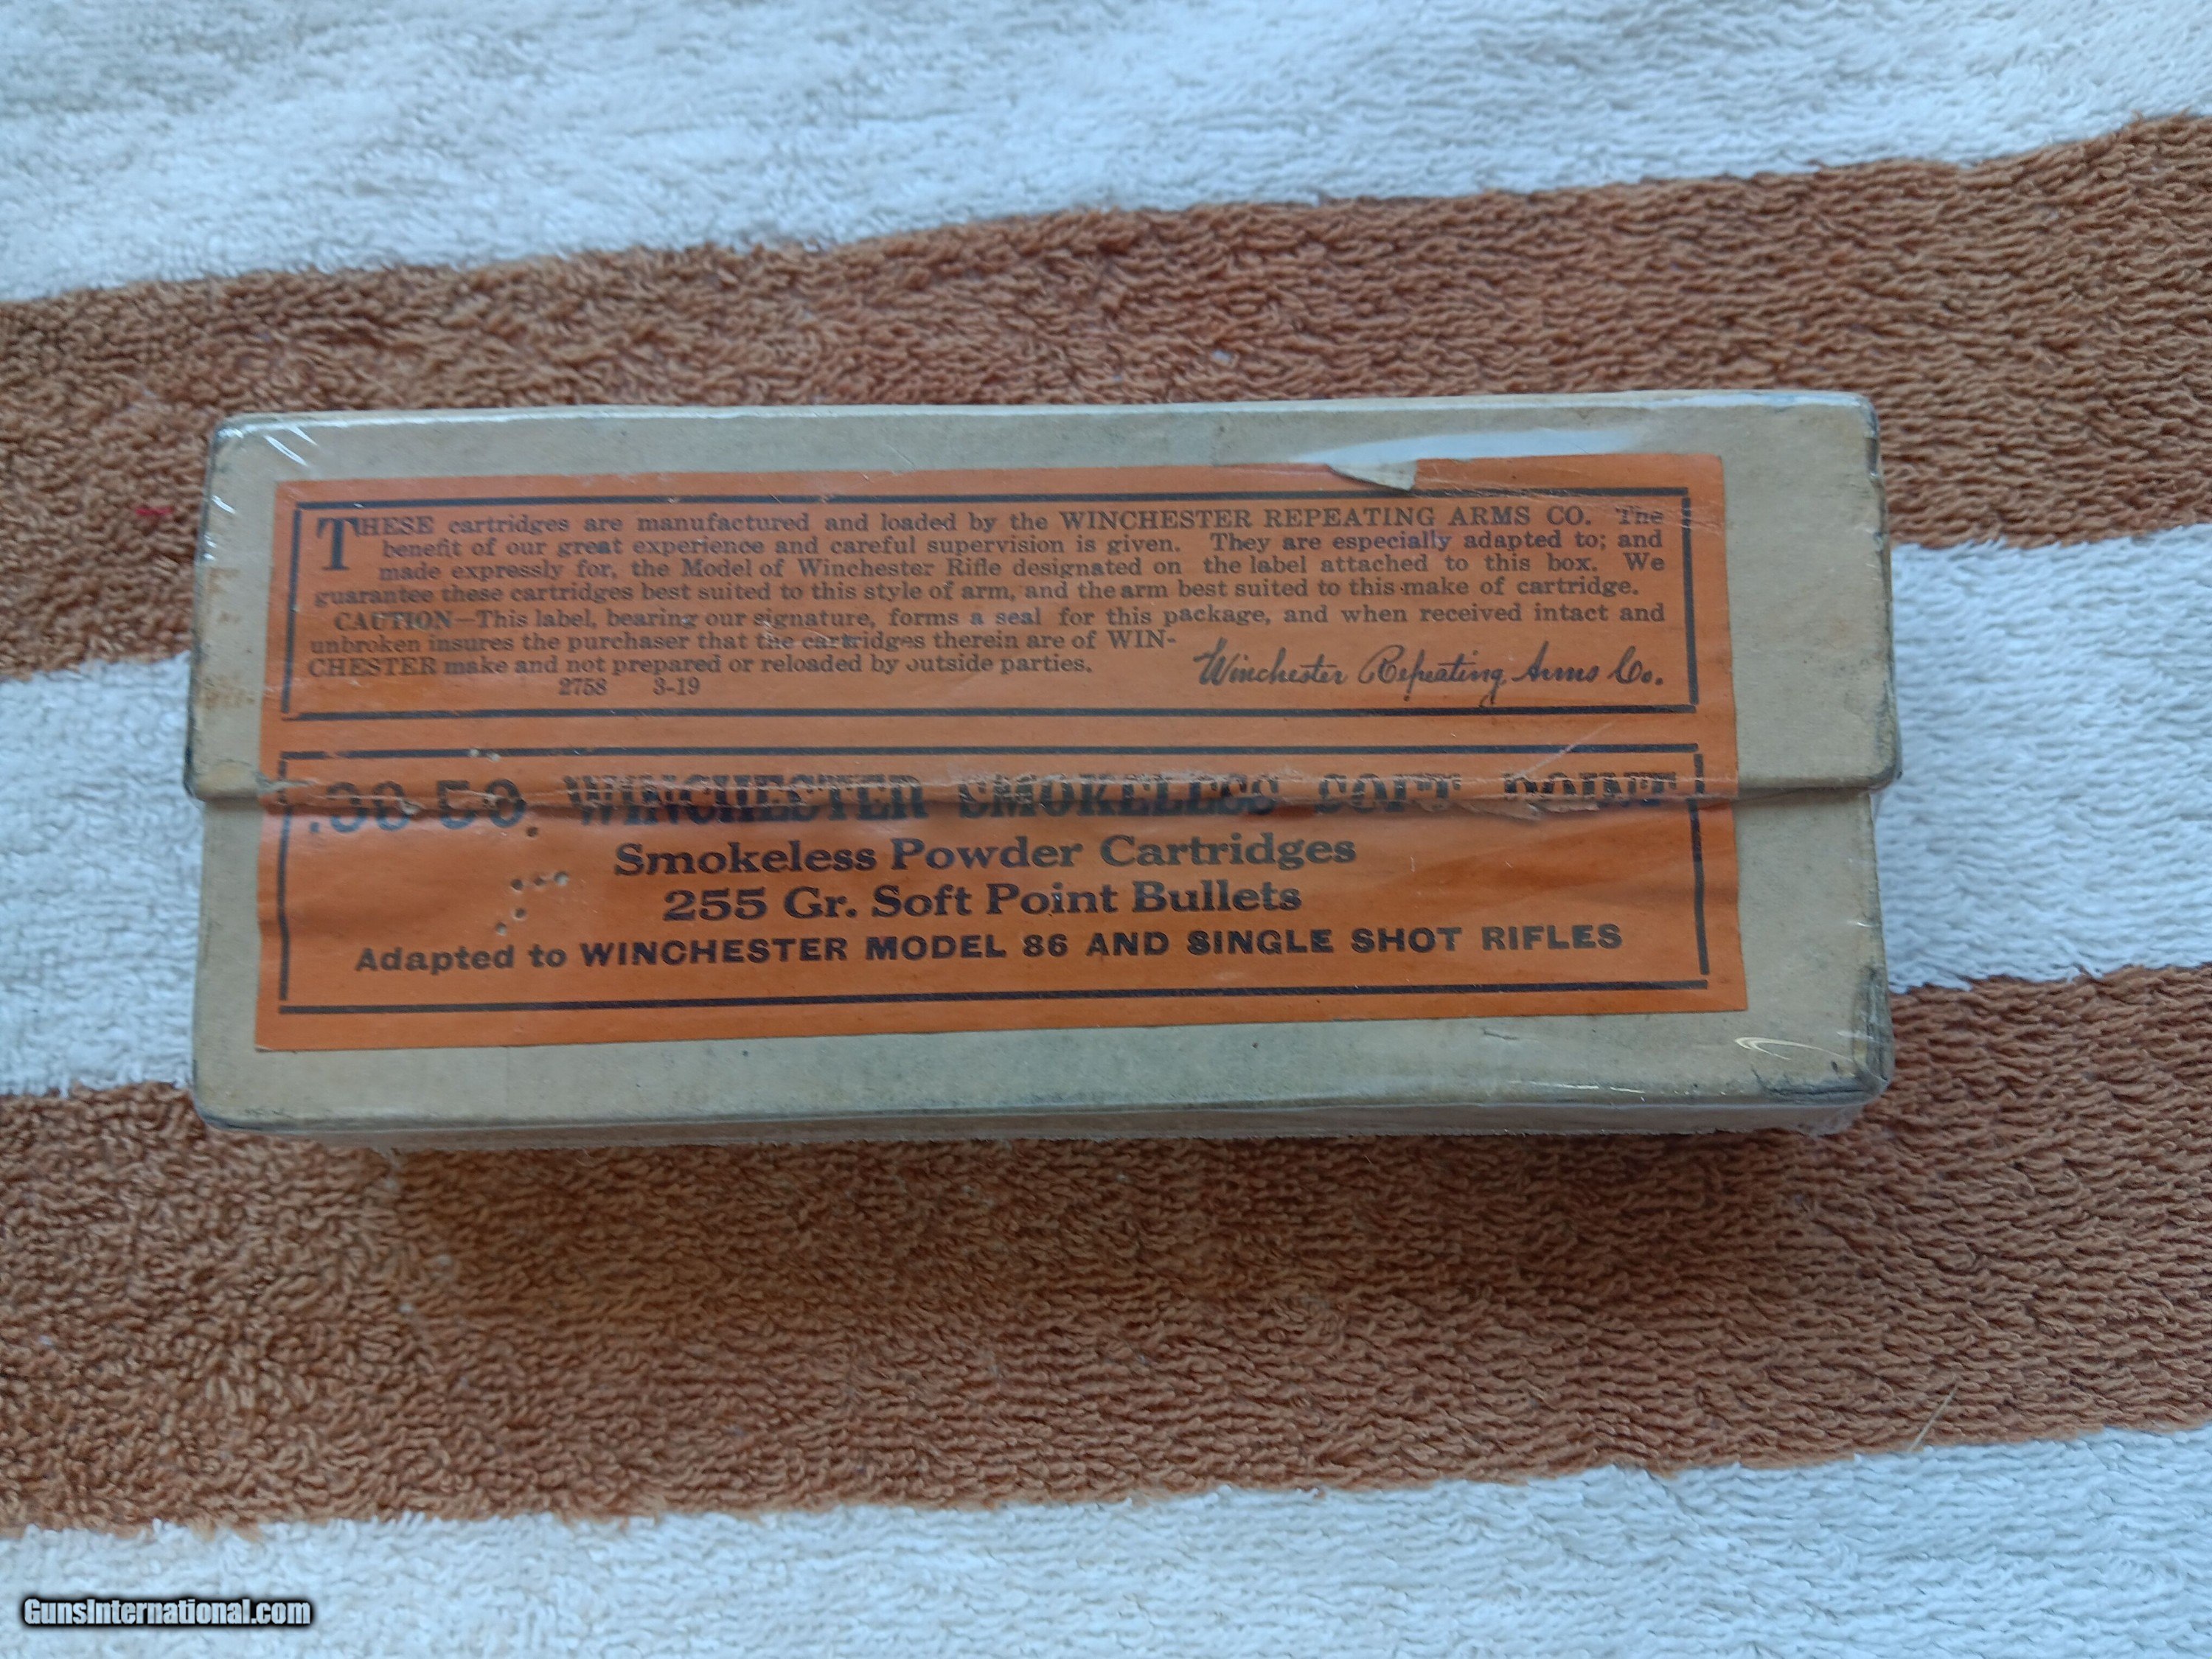 THESE cartridges are manufactured and loaded by the WINCHESTER REPEATING ARMS CO. The
benefit of our great experience and careful supervision is given. They are especially adapted to; and
made expressly for, the Model of Winchester Rifle designated on the label attached to this box. We
guarantee these cartridges best suited to this style of arm, and the arm best suited to this make of cartridge.
CAUTION—This label, bearing our signature, forms a seal for this package, and when received intact and
unbroken insures the purchaser that the cartridges therein are of WIN-
CHESTER make and not prepared or reloaded by outside parties.
Winchester Repeating Arms Co.
2758 3-19
WINCHESTER SMOKELESS SOFT POINT
Smokeless Powder Cartridges
255 Gr. Soft Point Bullets
Adapted to WINCHESTER MODEL 86 AND SINGLE SHOT RIFLES
GunsInternational.com